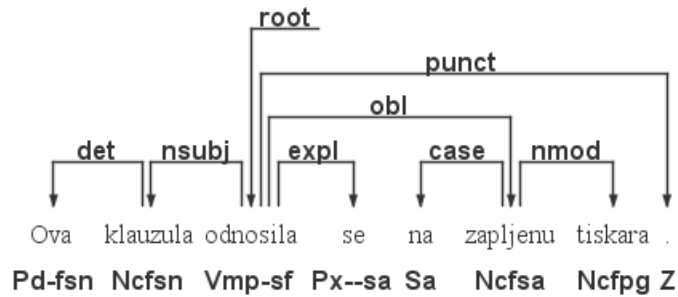 root
punct
obl
det nsubj expl case nmod
Ova klauzula odnosila se na zapljenu tiskara .
Pd-fsn Ncfsn Vmp-sf Px--sa Sa Ncfsa Ncfpg Z